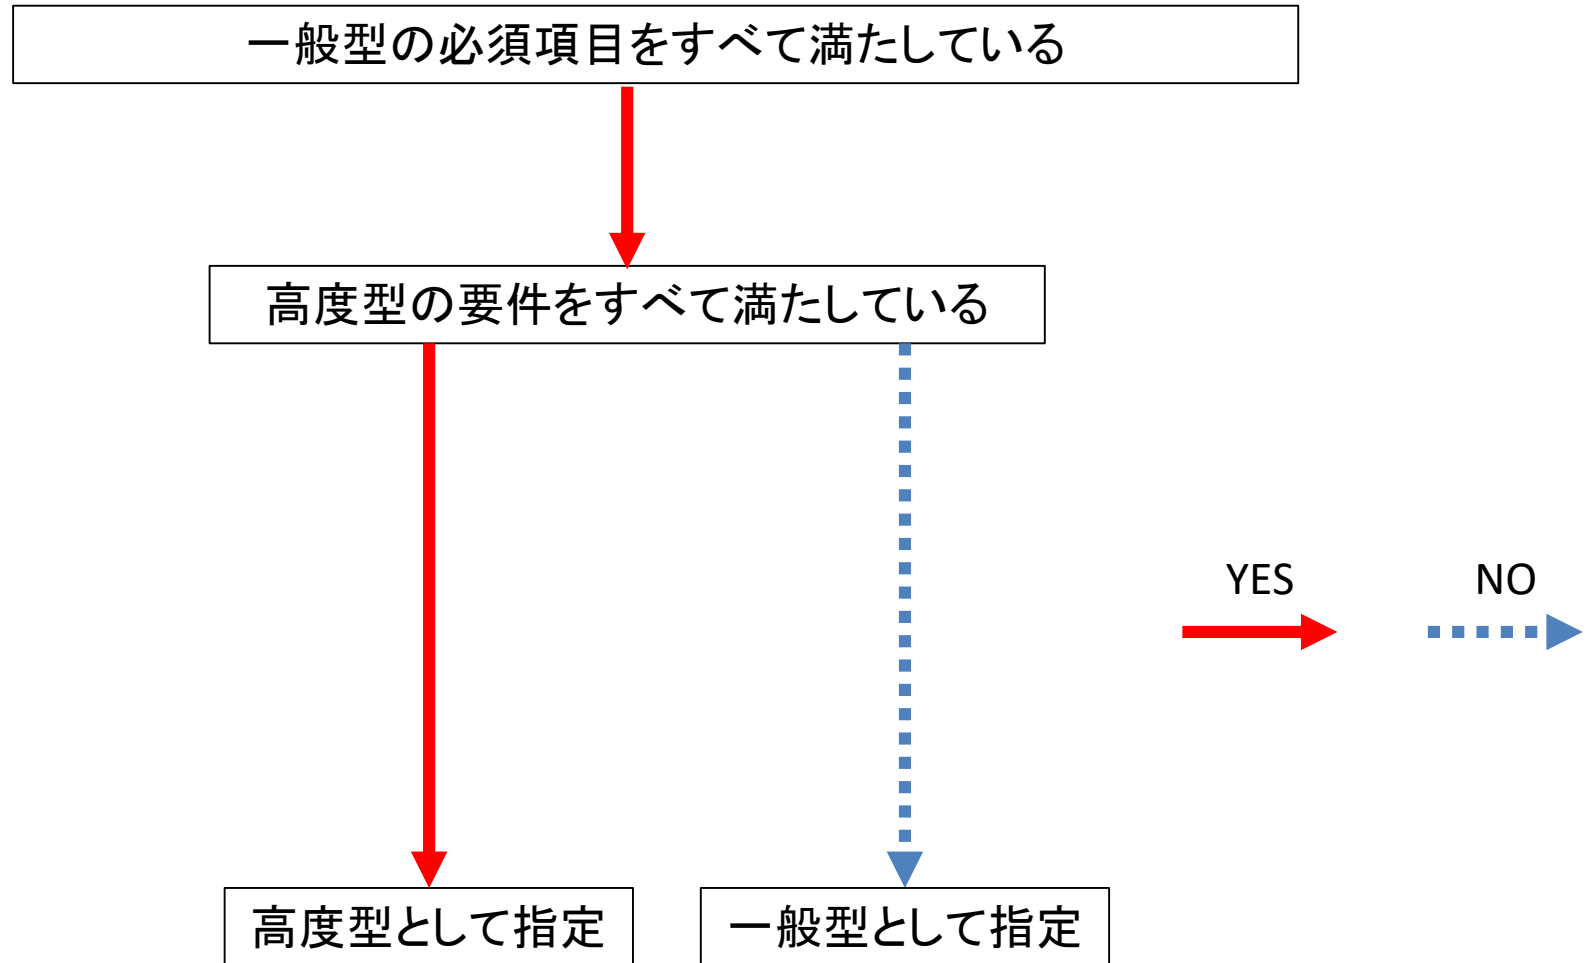 一般型の必須項目をすべて満たしている
高度型の要件をすべて満たしている
YES
NO
高度型として指定
一般型として指定